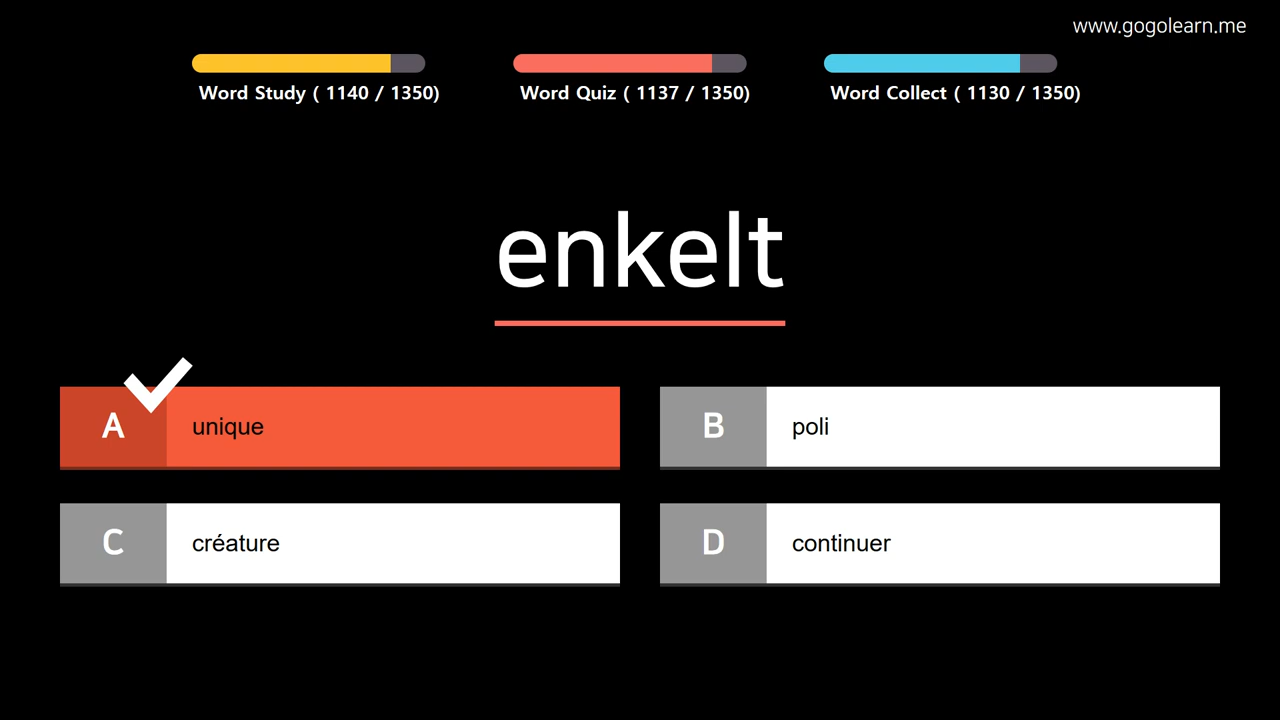 www.gogolearn.me
Word Study ( 1140 / 1350)
Word Quiz ( 1137 / 1350)
Word Collect ( 1130 / 1350)
enkelt
A unique
B poli
C créature
D continuer